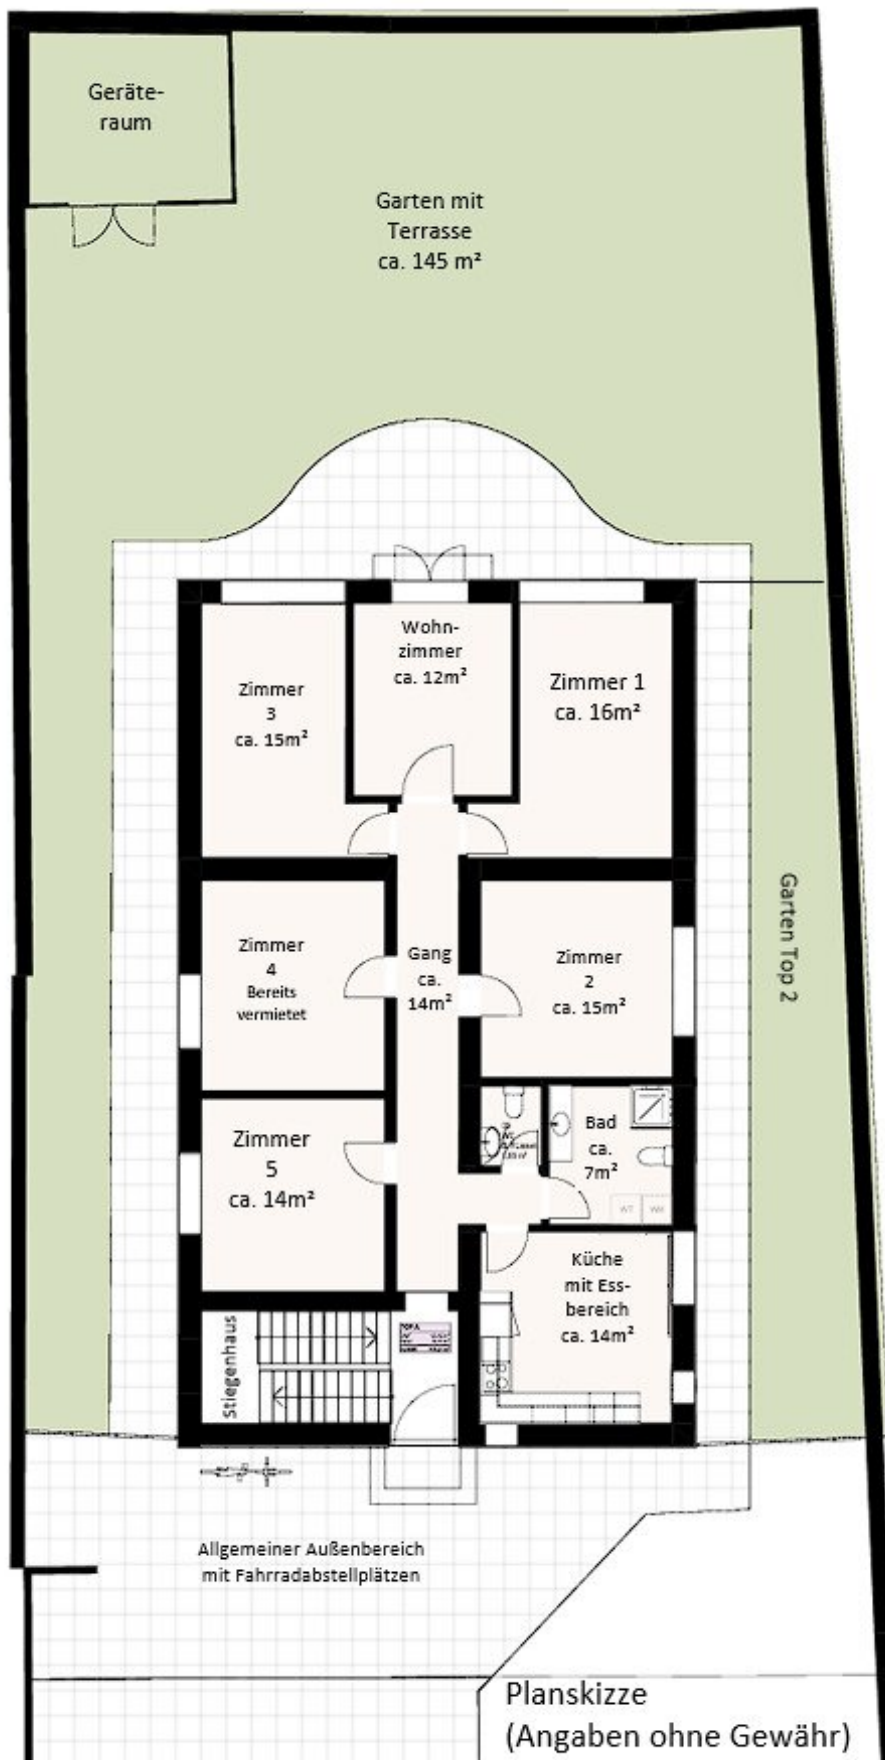 Geräte-
raum
Garten mit
Terrasse
ca. 145 m²
Wohn-
zimmer
ca. 12m²
Zimmer
3
ca. 15m²
Zimmer 1
ca. 16m²
Garten Top 2
Zimmer
4
Bereits
vermietet
Gang
ca.
14m²
Zimmer
2
ca. 15m²
Bad
ca.
7m²
WT WM
Zimmer
5
ca. 14m²
Küche
mit Ess-
bereich
ca. 14m²
Stiegenhaus
Allgemeiner Außenbereich
mit Fahrradabstellplätzen
Planskizze
(Angaben ohne Gewähr)